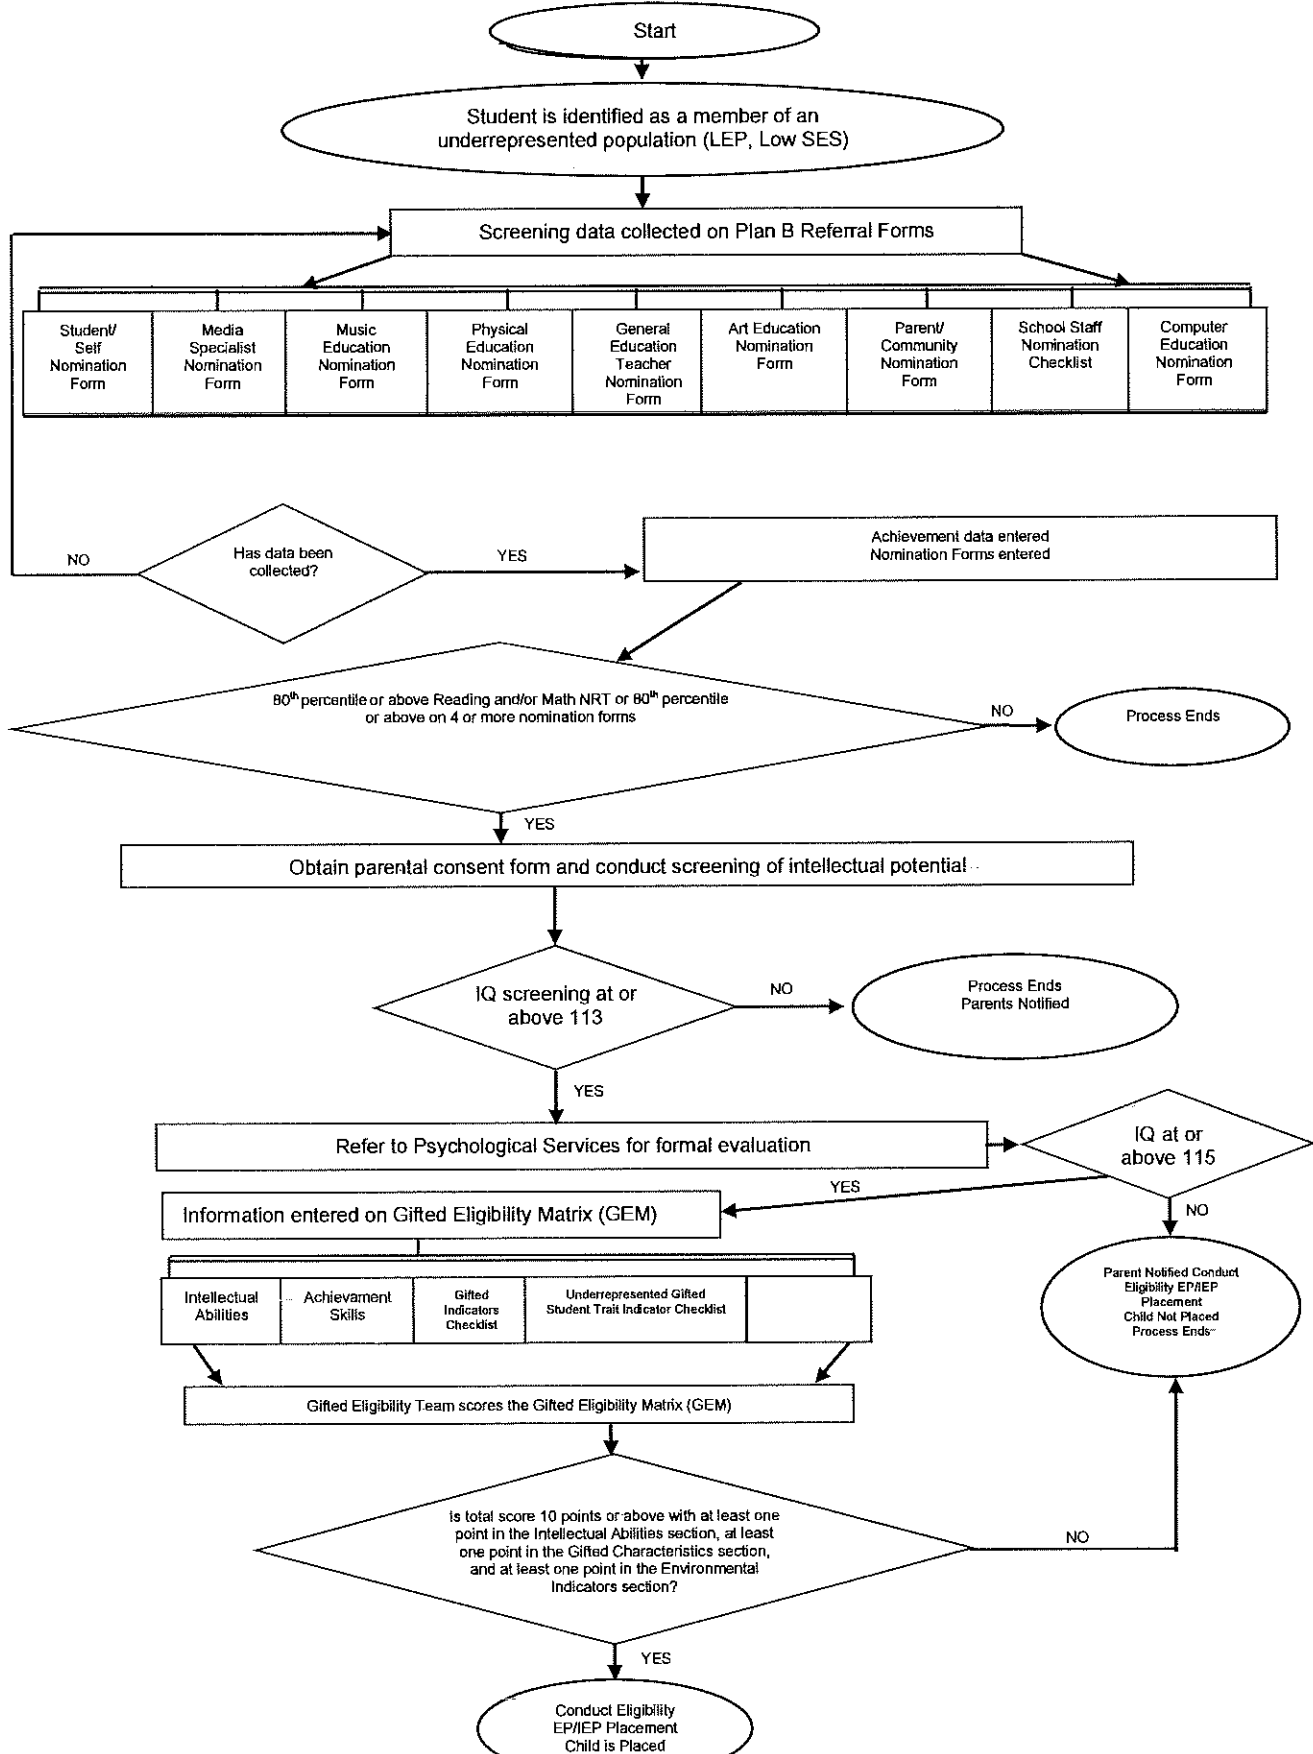 Start
Student is identified as a member of an
underrepresented population (LEP, Low SES)
Screening data collected on Plan B Referral Forms
Student/
Self
Nomination
Form
Media
Specialist
Nomination
Form
Music
Education
Nomination
Form
Physical
Education
Nomination
Form
General
Education
Teacher
Nomination
Form
Art Education
Nomination
Form
Parent/
Community
Nomination
Form
School Staff
Nomination
Checklist
Computer
Education
Nomination
Form
NO
Has data been
collected?
YES
Achievement data entered
Nomination Forms entered
80th percentile or above Reading and/or Math NRT or 80th percentile
or above on 4 or more nomination forms
NO
Process Ends
YES
Obtain parental consent form and conduct screening of intellectual potential
IQ screening at or
above 113
NO
Process Ends
Parents Notified
YES
Refer to Psychological Services for formal evaluation
IQ at or
above 115
YES
NO
Information entered on Gifted Eligibility Matrix (GEM)
Intellectual
Abilities
Achievament
Skills
Gifted
Indicators
Checklist
Underrepresented Gifted
Student Trait Indicator Checklist
Parent Notified Conduct
Eligibility EP/IEP
Placement
Child Not Placed
Process Ends
Gifted Eligibility Team scores the Gifted Eligibility Matrix (GEM)
Is total score 10 points or above with at least one
point in the Intellectual Abilities section, at least
one point in the Gifted Characteristics section,
and at least one point in the Environmental
Indicators section?
NO
YES
Conduct Eligibility
EP/IEP Placement
Child is Placed